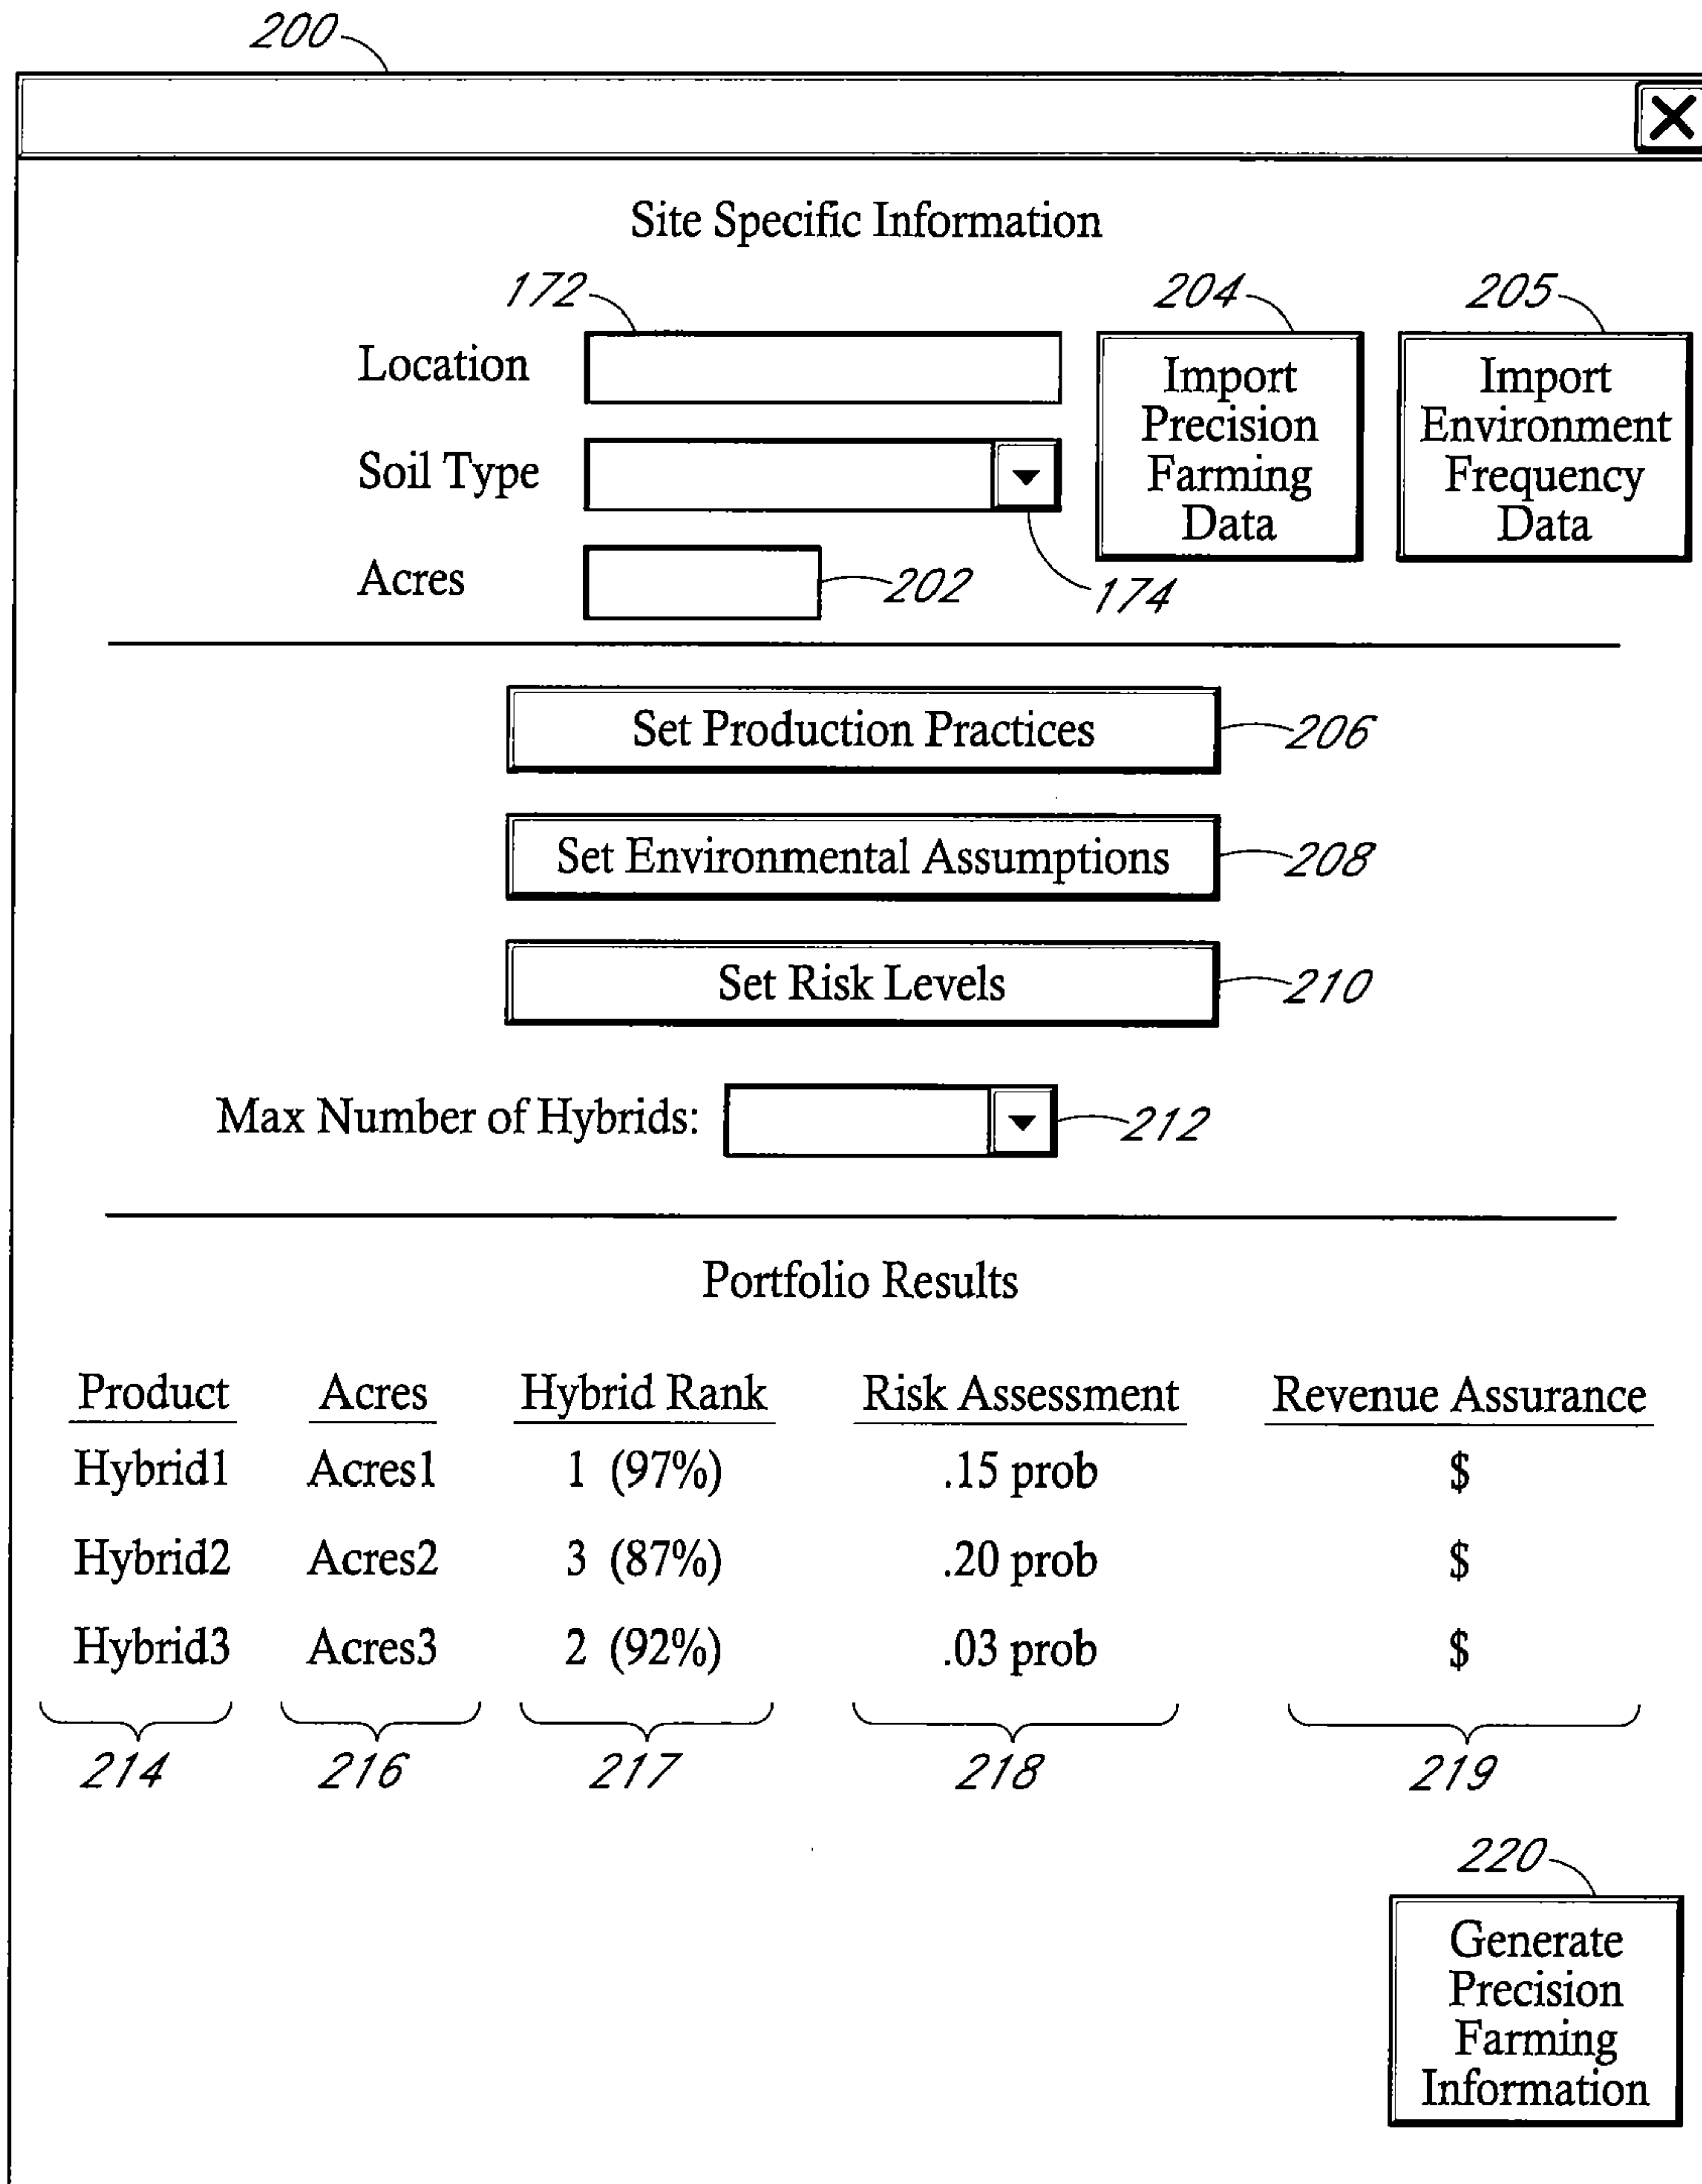 200
X
Site Specific Information
172
204
205
Location
Import
Precision
Farming
Data
Import
Environment
Frequency
Data
Soil Type
174
Acres
202
Set Production Practices
206
Set Environmental Assumptions
208
Set Risk Levels
210
Max Number of Hybrids:
212
Portfolio Results
Product Acres Hybrid Rank Risk Assessment Revenue Assurance
Hybrid1 Acres1 1 (97%) .15 prob $
Hybrid2 Acres2 3 (87%) .20 prob $
Hybrid3 Acres3 2 (92%) .03 prob $
214 216 217 218 219
220
Generate
Precision
Farming
Information